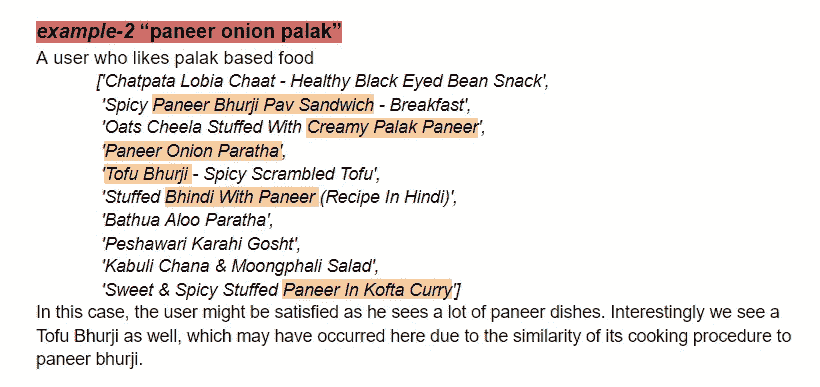 example-2 “paneer onion palak”
A user who likes palak based food
['Chatpata Lobia Chaat - Healthy Black Eyed Bean Snack',
'Spicy Paneer Bhurji Pav Sandwich - Breakfast',
'Oats Cheela Stuffed With Creamy Palak Paneer',
'Paneer Onion Paratha',
'Tofu Bhurji - Spicy Scrambled Tofu',
'Stuffed Bhindi With Paneer (Recipe In Hindi)',
'Bathua Aloo Paratha',
'Peshawari Karahi Gosht',
'Kabuli Chana & Moongphali Salad',
'Sweet & Spicy Stuffed Paneer In Kofta Curry']
In this case, the user might be satisfied as he sees a lot of paneer dishes. Interestingly we see a
Tofu Bhurji as well, which may have occurred here due to the similarity of its cooking procedure to
paneer bhurji.